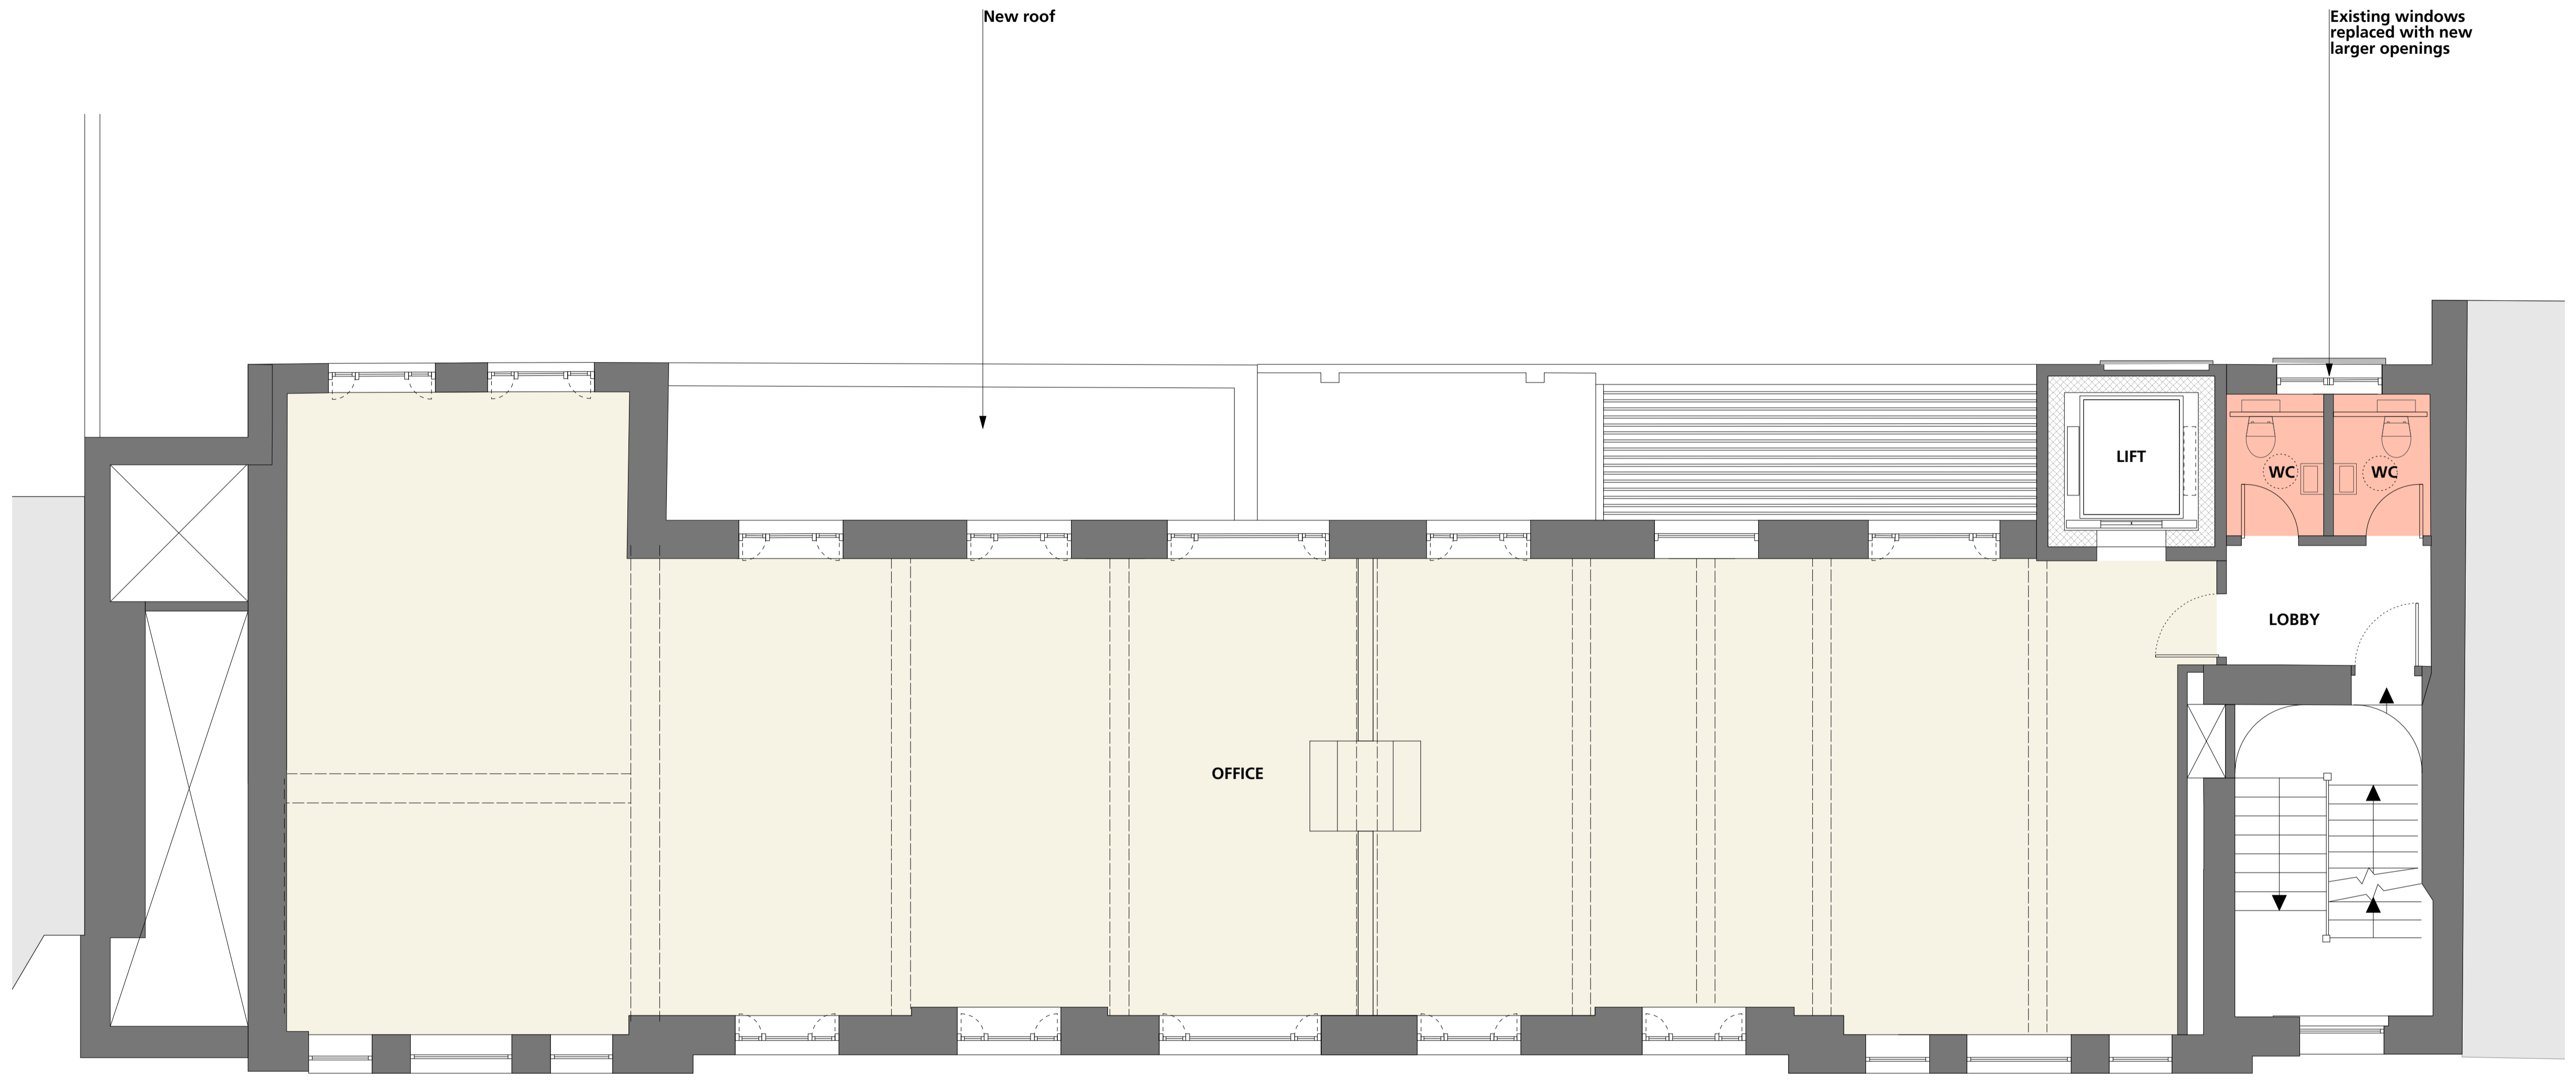 New roof
Existing windows
replaced with new
larger openings
LIFT
WC
WC
LOBBY
OFFICE